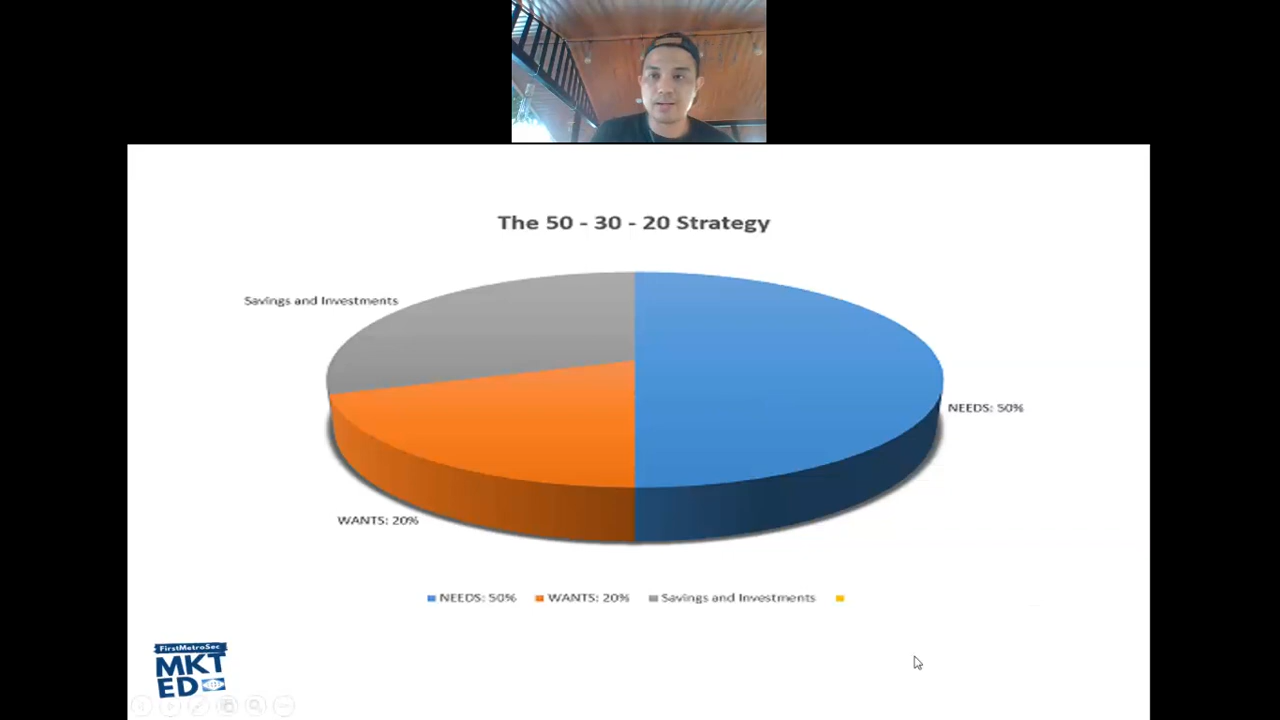 The 50 - 30 - 20 Strategy
Savings and Investments
NEEDS: 50%
WANTS: 20%
NEEDS: 50% WANTS: 20% Savings and Investments
FirstMetroSec
MKT
ED